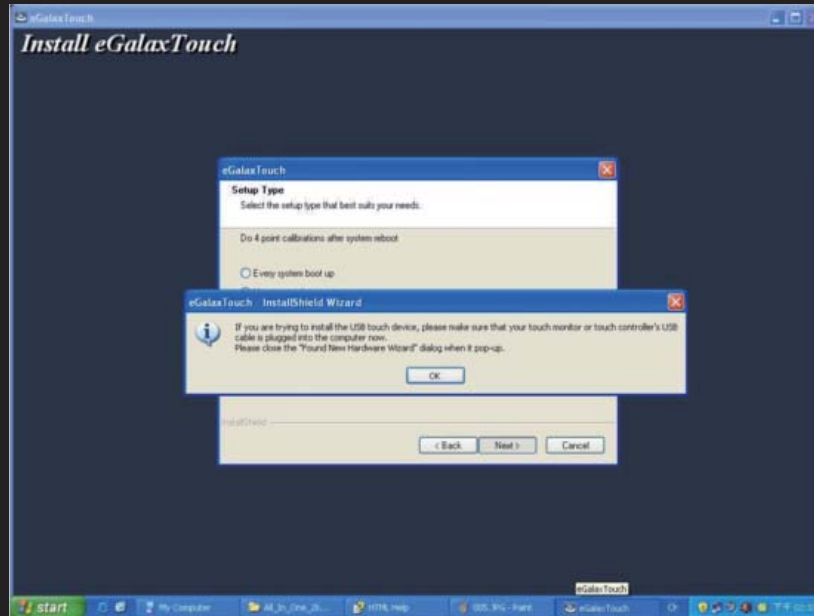 eGalaxTouch
Install eGalaxTouch
eGalaxTouch
Setup Type
Select the setup type that best suits your needs.
Do 4 point calibrations after system reboot
Every system boot up
eGalaxTouch - InstallShield Wizard
If you are trying to install the USB touch device, please make sure that your touch monitor or touch controller's USB
cable is plugged into the computer now.
Please close the "Found New Hardware Wizard" dialog when it pop-up.
OK
InstallShield
< Back
Next >
Cancel
eGalaxTouch
start
My Computer
HTML Help
005.JPG - Paint
eGalaxTouch